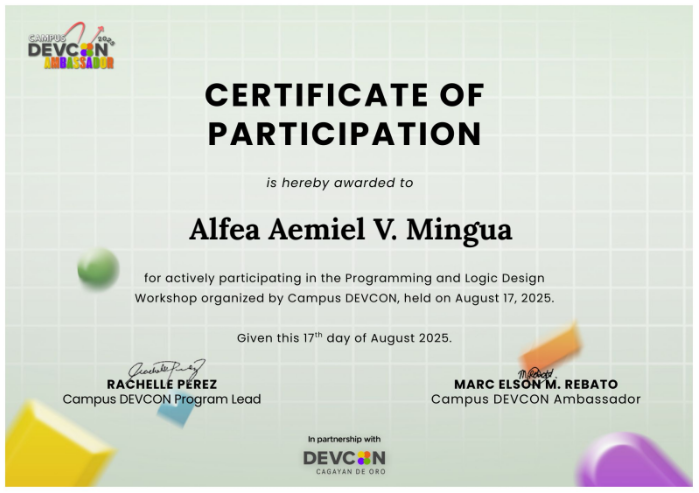 CAMPUS 2025
DEVCON
AMBASSADOR
CERTIFICATE OF
PARTICIPATION
is hereby awarded to
Alfea Aemiel V. Mingua
for actively participating in the Programming and Logic Design
Workshop organized by Campus DEVCON, held on August 17, 2025.
Given this 17th day of August 2025.
RACHELLE PEREZ
Campus DEVCON Program Lead
MARC ELSON M. REBATO
Campus DEVCON Ambassador
In partnership with
DEVCON
CAGAYAN DE ORO